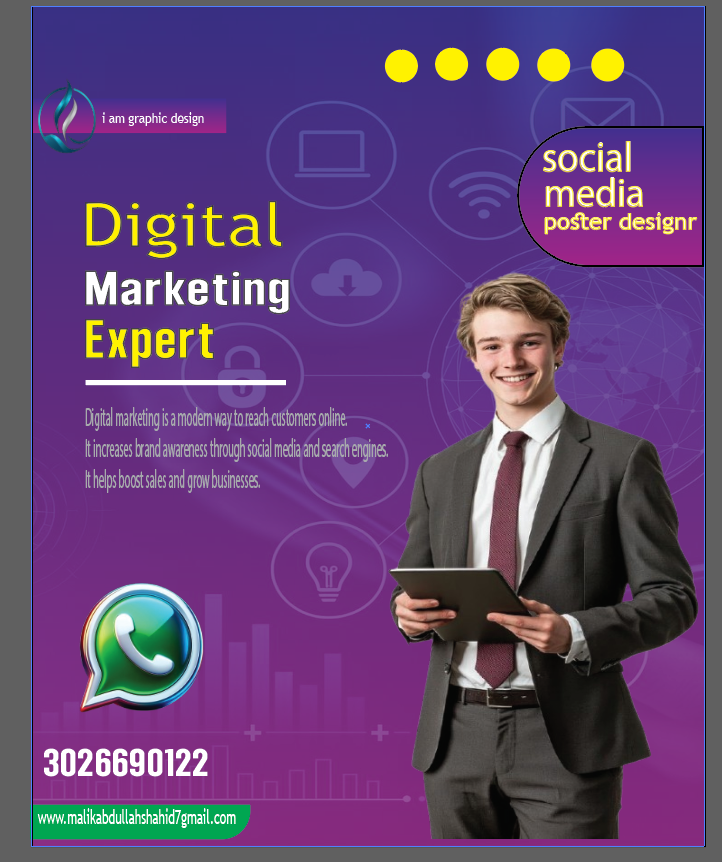 i am graphic design
social
media
poster designr
Digital
Marketing
Expert
Digital marketing is a modern way to reach customers online.
It increases brand awareness through social media and search engines.
It helps boost sales and grow businesses.
3026690122
www.malikabdullahshahid7gmail.com